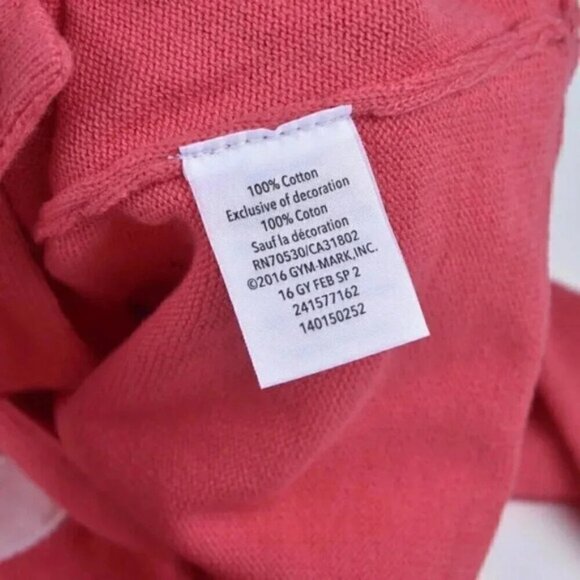 100% Cotton
Exclusive of decoration
100% Coton
Sauf la décoration
RN70530/CA31802
©2016 GYM-MARK,INC.
16 GY FEB SP 2
241577162
140150252